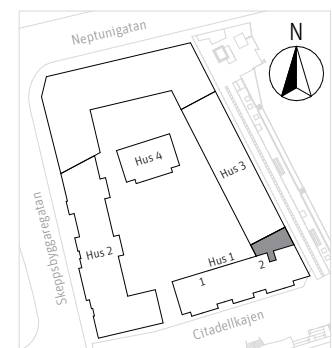 Neptunigatan
N
Hus 4
Hus 3
Skeppsbyggaregatan
Hus 2
Hus 1
1
2
Citadellkajen